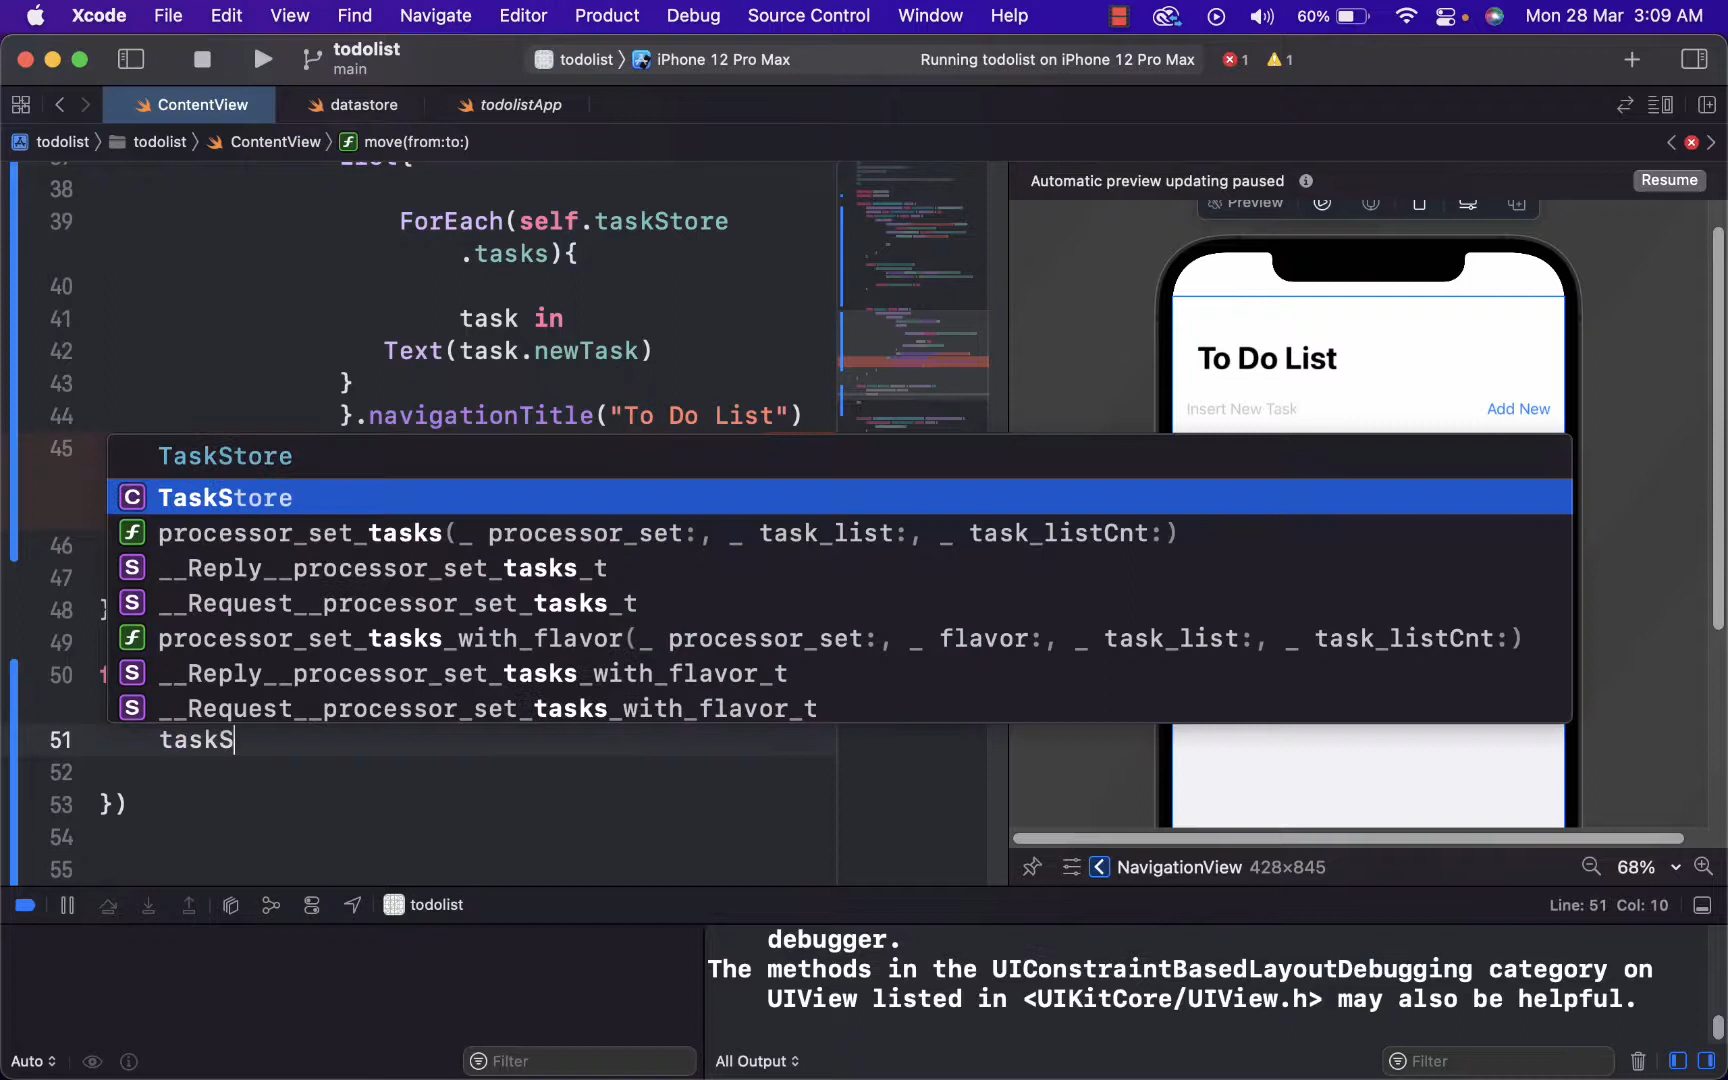 Xcode File Edit View Find Navigate Editor Product Debug Source Control Window Help 60% Mon 28 Mar 3:09 AM
todolist
main
todolist iPhone 12 Pro Max
Running todolist on iPhone 12 Pro Max 1 1
ContentView datastore todolistApp
todolist todolist ContentView move(from:to:)
38
39 ForEach(self.taskStore
.tasks){
40
41 task in
42 Text(task.newTask)
43 }
44 }.navigationTitle("To Do List")
45
TaskStore
C TaskStore
f processor_set_tasks(_ processor_set:, _ task_list:, _ task_listCnt:)
S __Reply__processor_set_tasks_t
S __Request__processor_set_tasks_t
f processor_set_tasks_with_flavor(_ processor_set:, _ flavor:, _ task_list:, _ task_listCnt:)
S __Reply__processor_set_tasks_with_flavor_t
S __Request__processor_set_tasks_with_flavor_t
46
47
48 }
49
50
51 taskS
52
53 })
54
55
Automatic preview updating paused Resume
Preview
To Do List
Insert New Task Add New
NavigationView 428×845 68%
todolist
Line: 51 Col: 10
debugger.
The methods in the UIConstraintBasedLayoutDebugging category on
UIView listed in <UIKitCore/UIView.h> may also be helpful.
Auto Filter All Output Filter